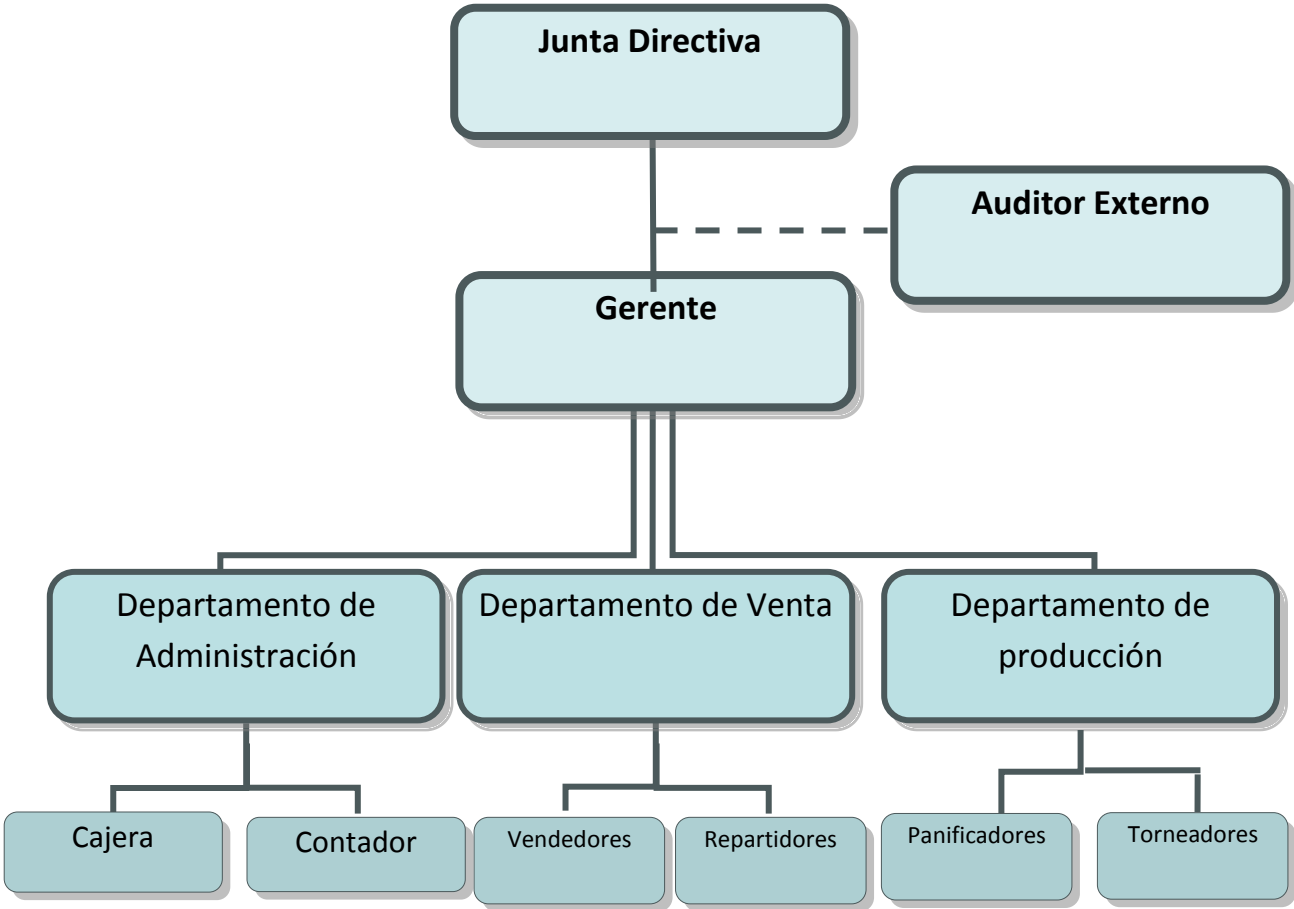 Junta Directiva
Auditor Externo
Gerente
Departamento de
Administración
Departamento de Venta
Departamento de
producción
Cajera
Contador
Vendedores
Repartidores
Panificadores
Torneadores